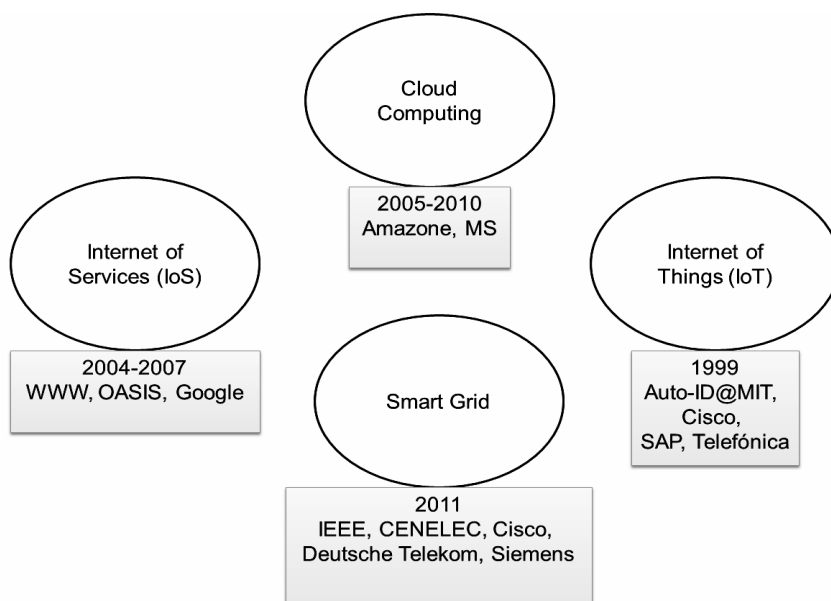 Cloud
Computing
2005-2010
Amazone, MS
Internet of
Services (IoS)
2004-2007
WWW, OASIS, Google
Internet of
Things (IoT)
1999
Auto-ID@MIT,
Cisco,
SAP, Telefónica
Smart Grid
2011
IEEE, CENELEC, Cisco,
Deutsche Telekom, Siemens